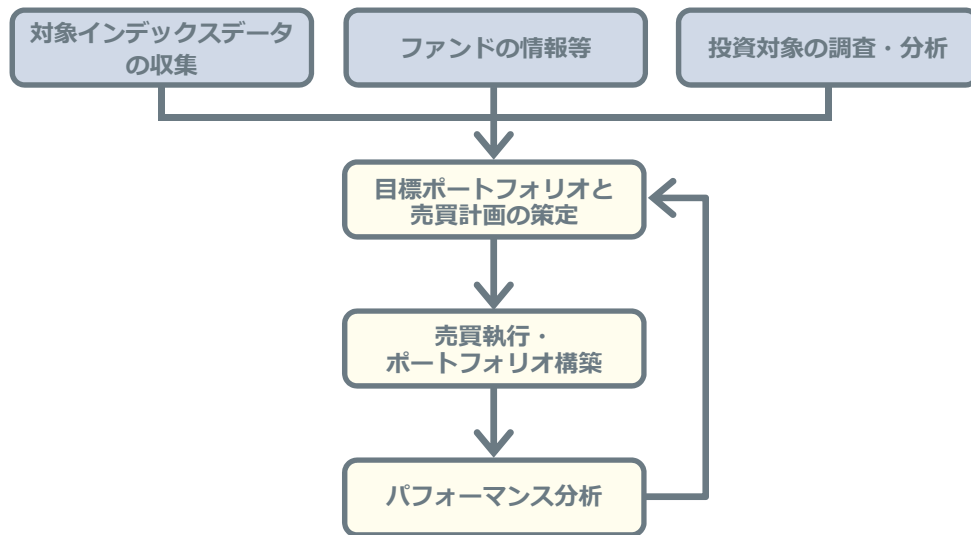 対象インデックスデータ
の収集
ファンドの情報等
投資対象の調査・分析
目標ポートフォリオと
売買計画の策定
売買執行・
ポートフォリオ構築
パフォーマンス分析